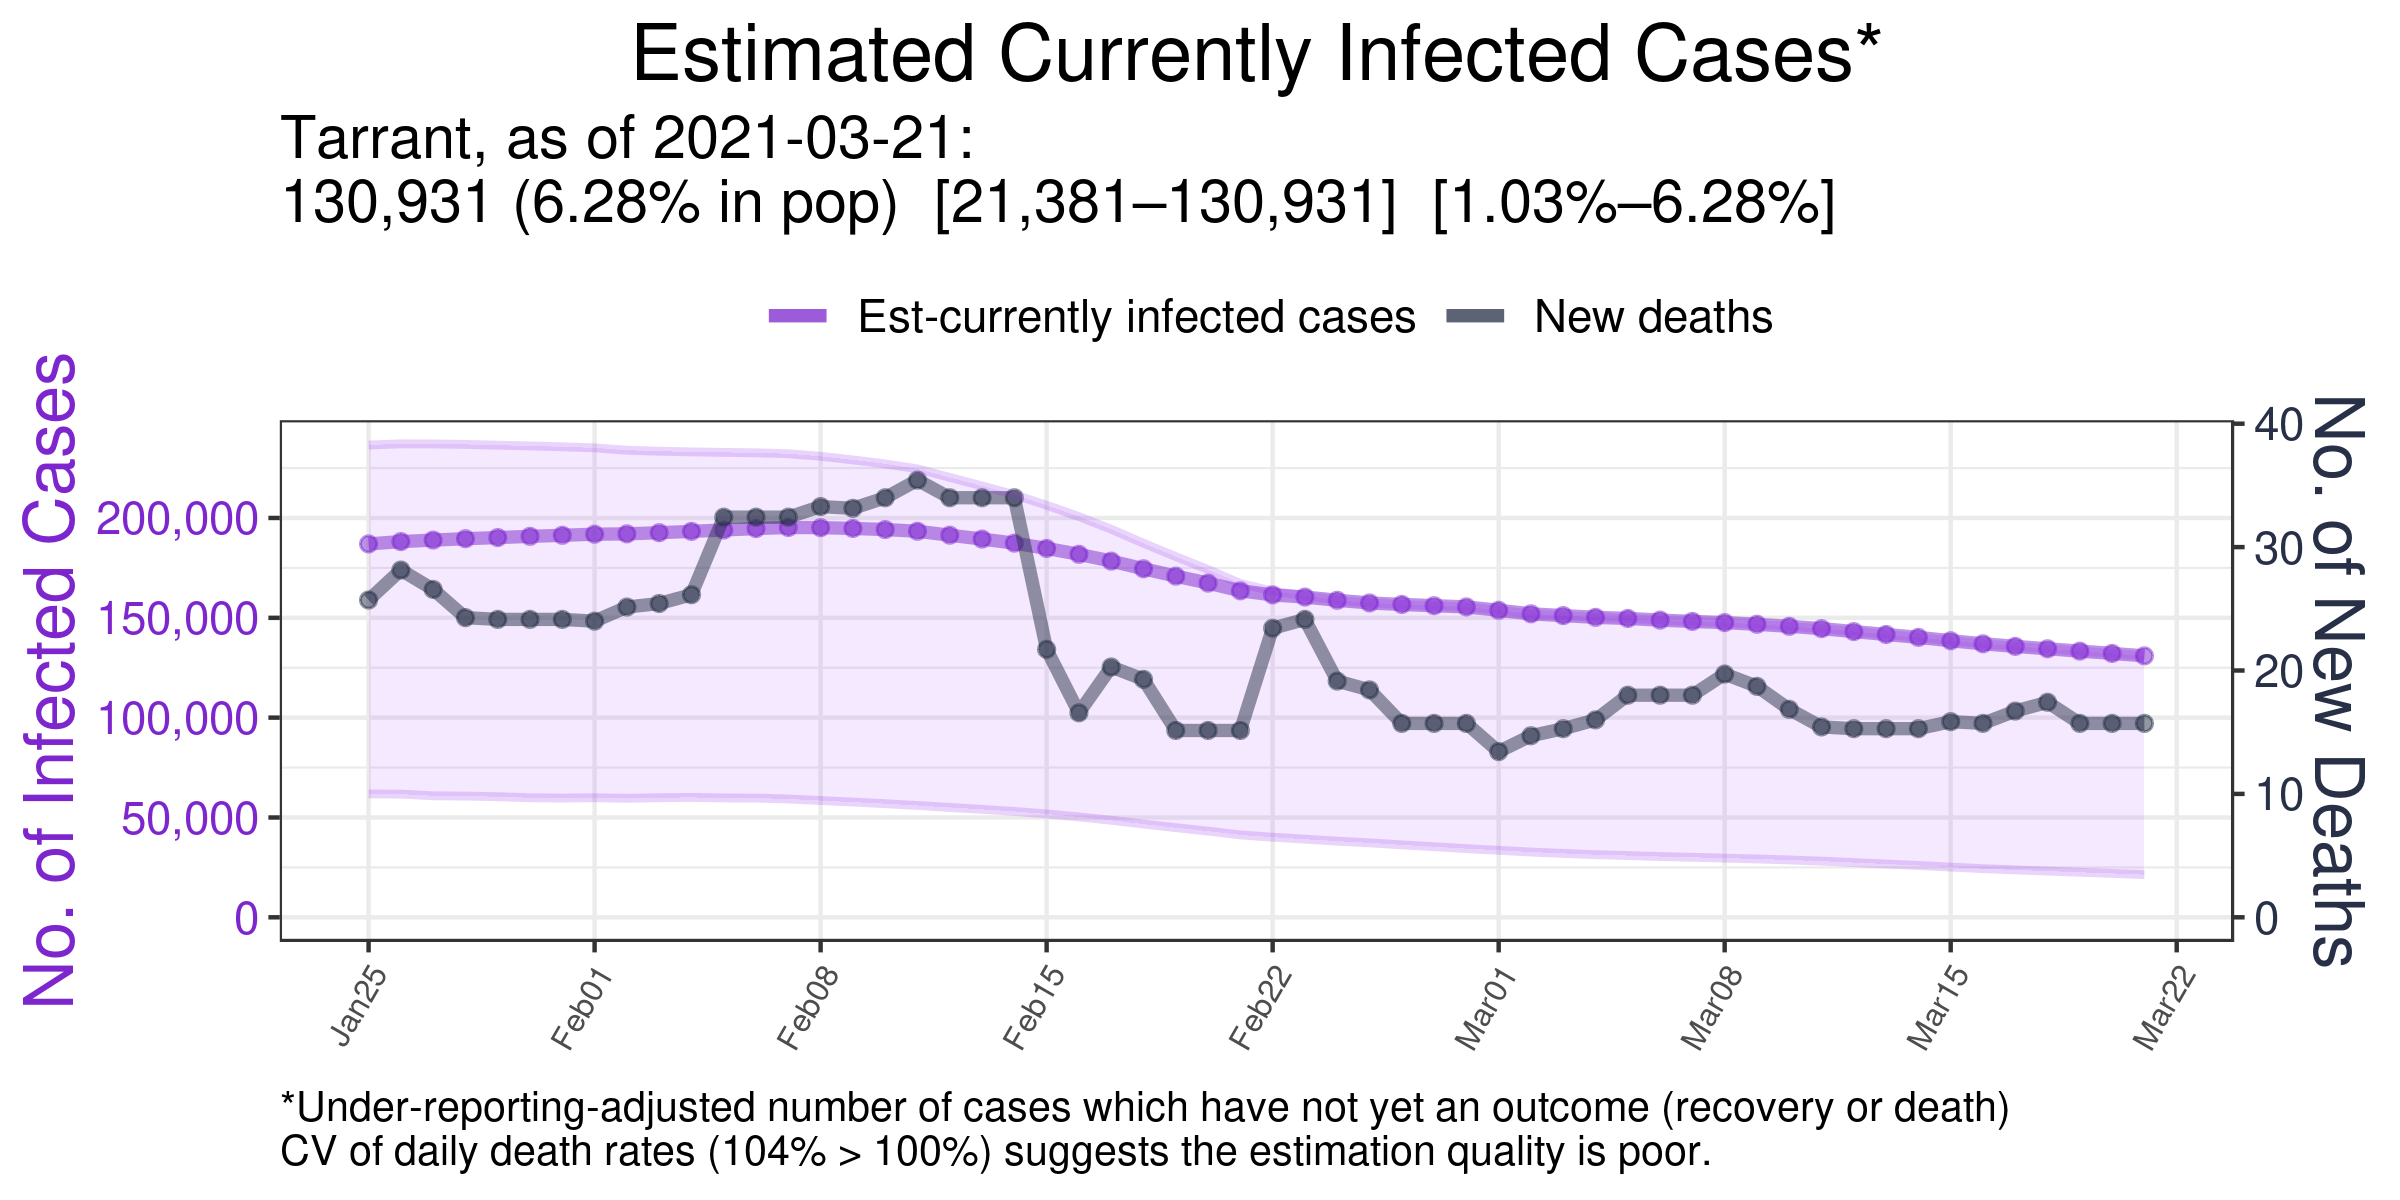 Estimated Currently Infected Cases*
Tarrant, as of 2021-03-21:
130,931 (6.28% in pop) [21,381–130,931] [1.03%–6.28%]
Est-currently infected cases
New deaths
No. of Infected Cases
200,000
150,000
100,000
50,000
0
40
30
20
10
0
No. of New Deaths
Jan25
Feb01
Feb08
Feb15
Feb22
Mar01
Mar08
Mar15
Mar22
*Under-reporting-adjusted number of cases which have not yet an outcome (recovery or death)
CV of daily death rates (104% > 100%) suggests the estimation quality is poor.